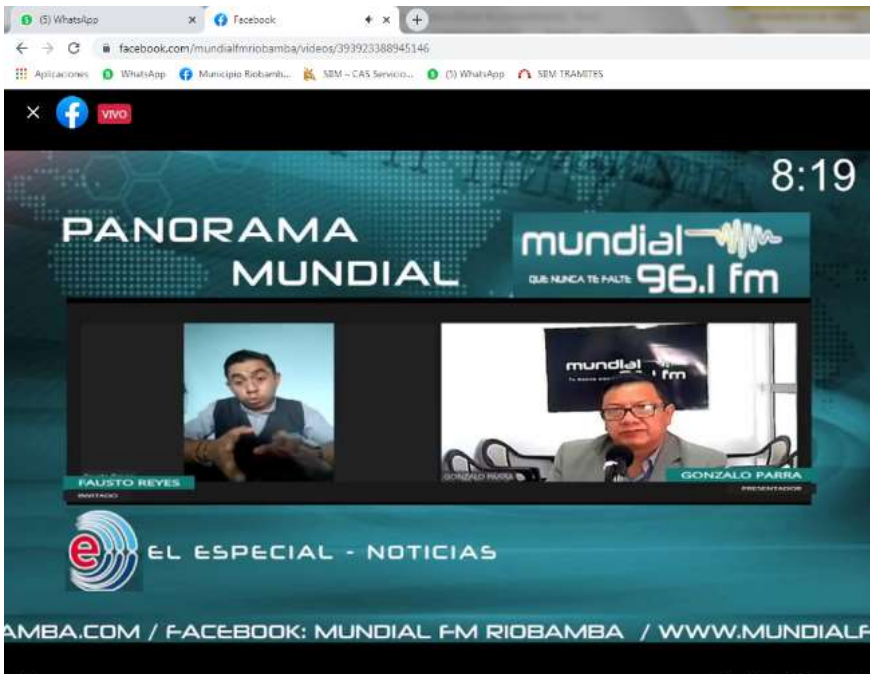 (5) WhatsApp
Facebook
facebook.com/mundialfmriobamba/videos/393923388945146
Aplicaciones
WhatsApp
Municipio Riobamb...
SBM – CAS Servicio...
(5) WhatsApp
SBM TRAMITES
VIVO
8:19
PANORAMA
MUNDIAL
mundial
QUE NUNCA TE FALTE 96.1 fm
mundial
fm
GONZALO PARRA
FAUSTO REYES
INVITADO
GONZALO PARRA
PRESENTADOR
e
EL ESPECIAL - NOTICIAS
AMBA.COM / FACEBOOK: MUNDIAL FM RIOBAMBA / WWW.MUNDIALF